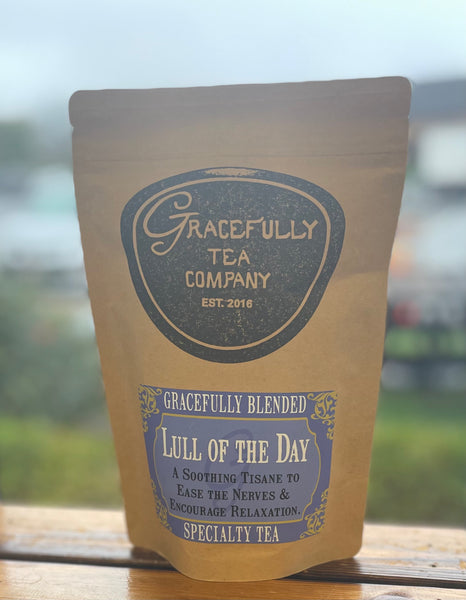 GRACEFULLY
TEA
COMPANY
EST. 2016
GRACEFULLY BLENDED
LULL OF THE DAY
A SOOTHING TISANE TO
EASE THE NERVES &
ENCOURAGE RELAXATION.
SPECIALTY TEA